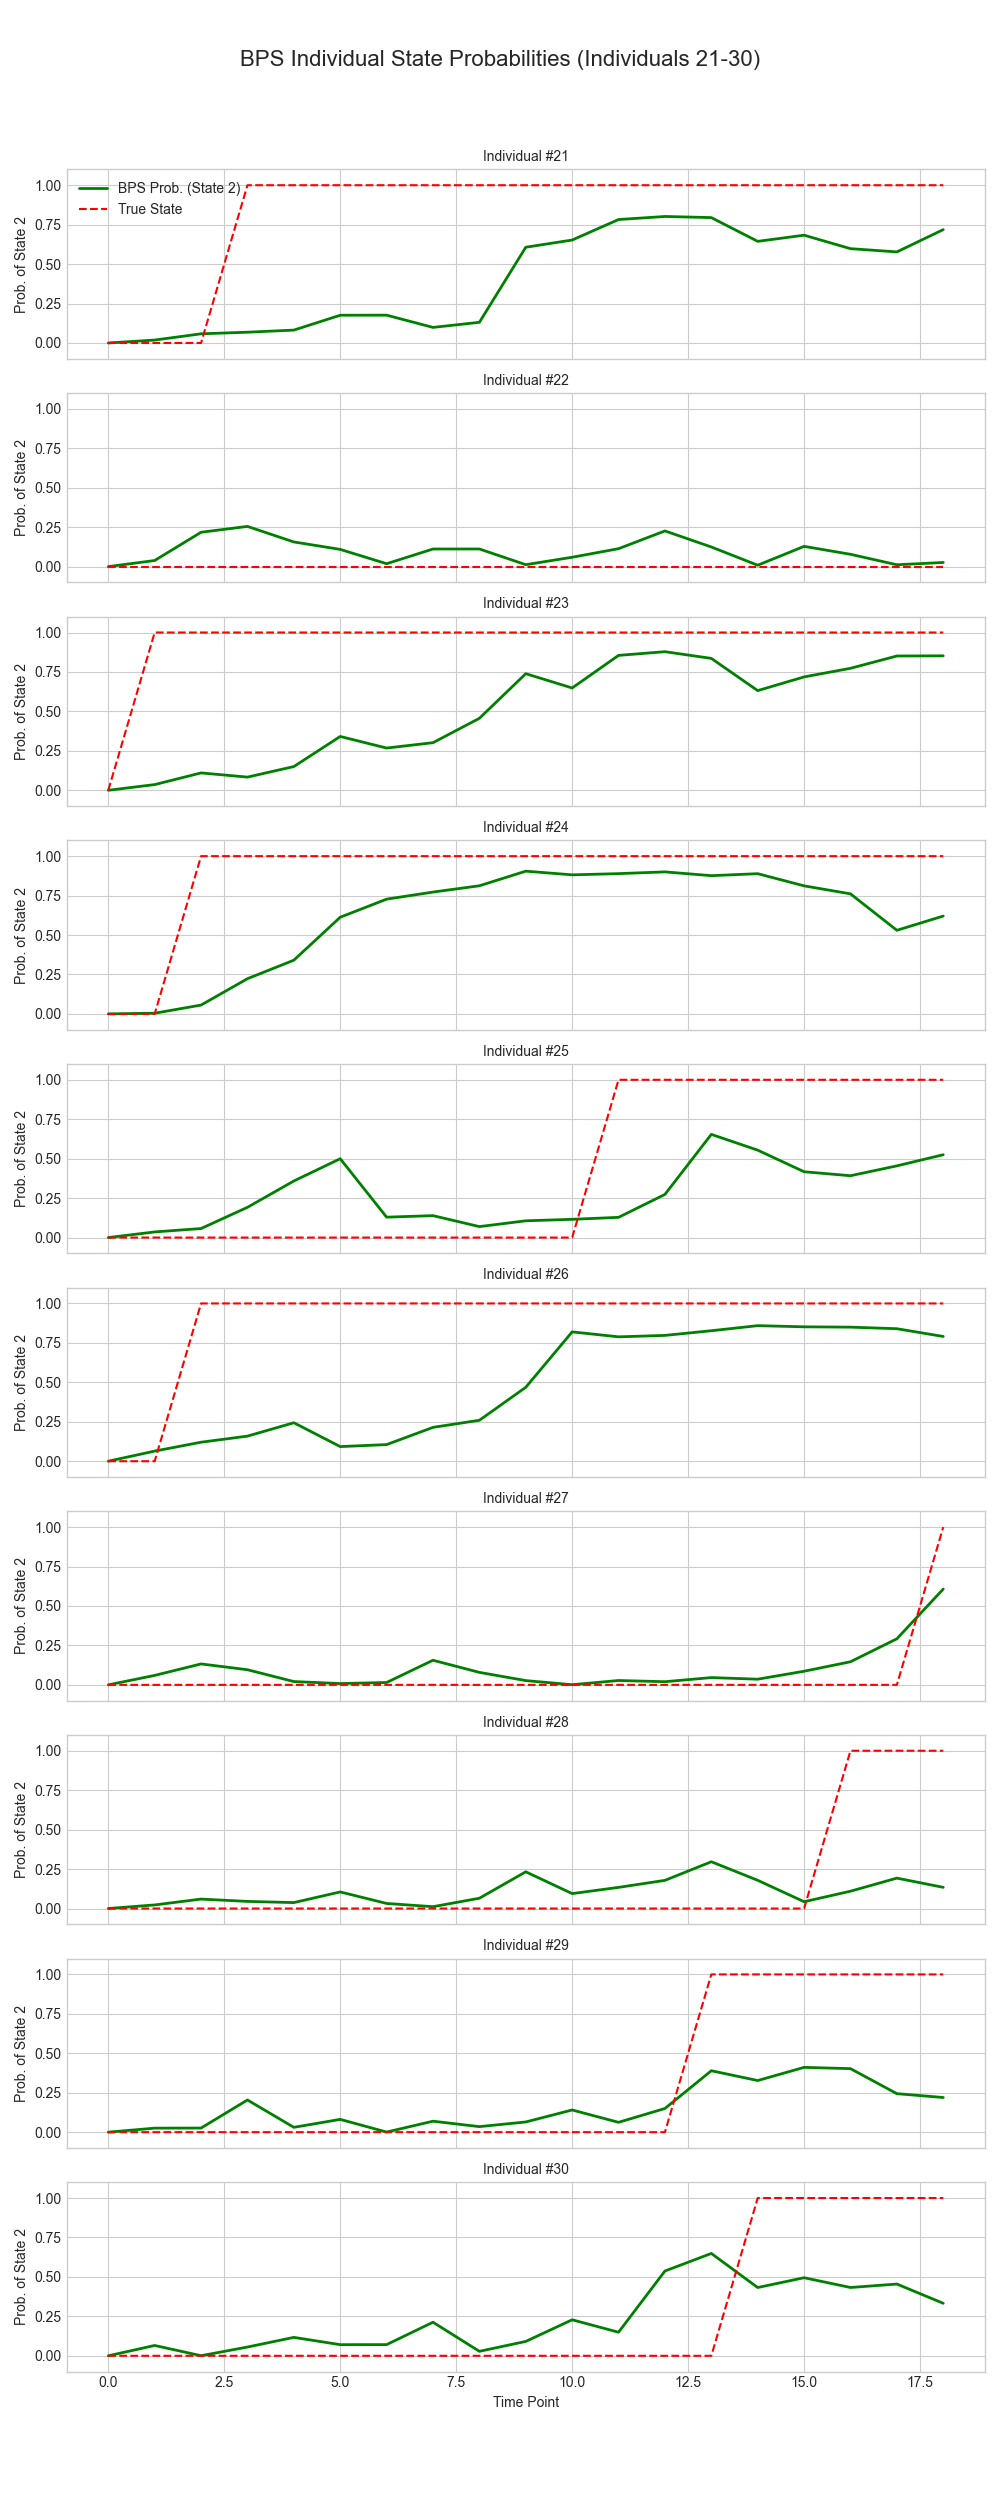 BPS Individual State Probabilities (Individuals 21-30)
Individual #21
BPS Prob. (State 2)
True State
1.00
0.75
0.50
0.25
0.00
Prob. of State 2
Individual #22
1.00
0.75
0.50
0.25
0.00
Prob. of State 2
Individual #23
1.00
0.75
0.50
0.25
0.00
Prob. of State 2
Individual #24
1.00
0.75
0.50
0.25
0.00
Prob. of State 2
Individual #25
1.00
0.75
0.50
0.25
0.00
Prob. of State 2
Individual #26
1.00
0.75
0.50
0.25
0.00
Prob. of State 2
Individual #27
1.00
0.75
0.50
0.25
0.00
Prob. of State 2
Individual #28
1.00
0.75
0.50
0.25
0.00
Prob. of State 2
Individual #29
1.00
0.75
0.50
0.25
0.00
Prob. of State 2
Individual #30
1.00
0.75
0.50
0.25
0.00
Prob. of State 2
0.0 2.5 5.0 7.5 10.0 12.5 15.0 17.5
Time Point